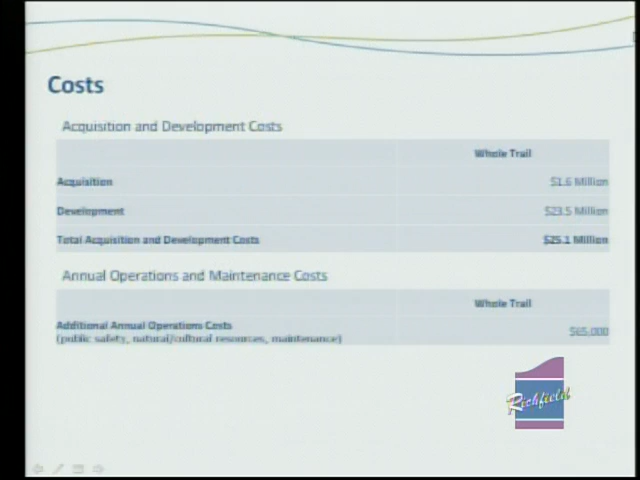 Costs
Acquisition and Development Costs
Whole Trail
Acquisition $1.6 Million
Development $23.5 Million
Total Acquisition and Development Costs $25.1 Million
Annual Operations and Maintenance Costs
Whole Trail
Additional Annual Operations Costs
(public safety, natural/cultural resources, maintenance) $65,000
Richfield